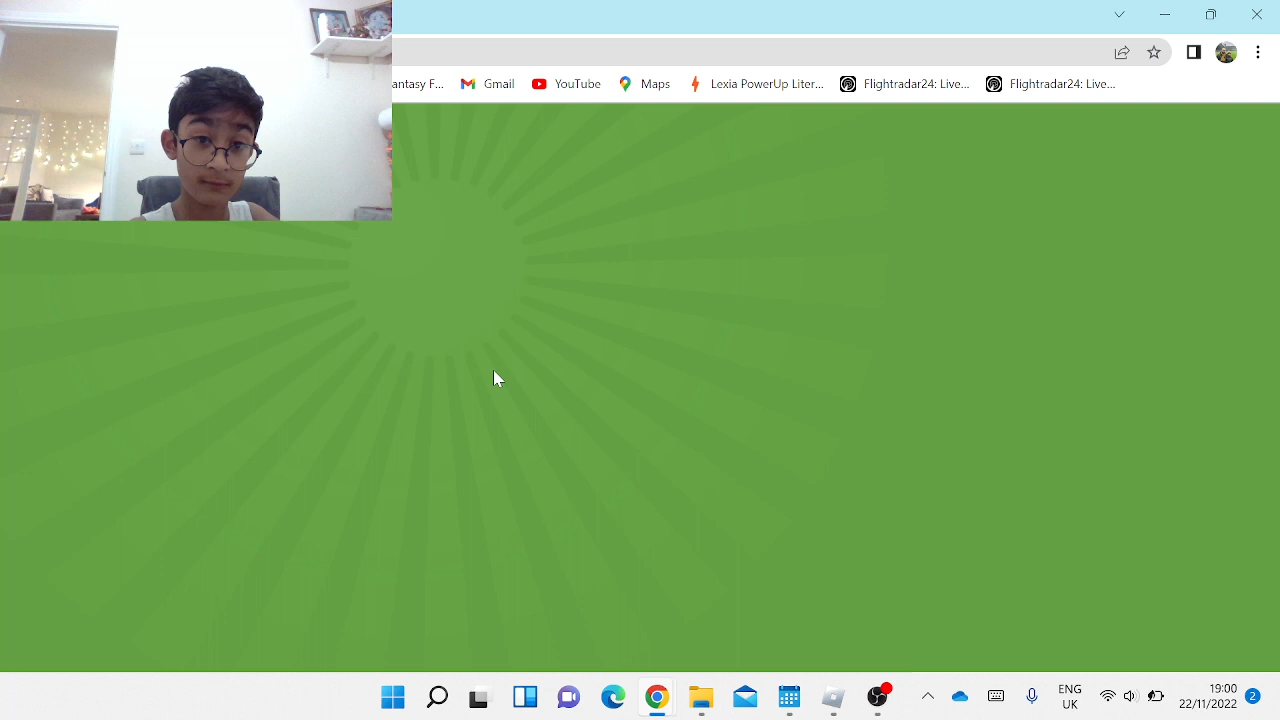 antasy F...
Gmail
YouTube
Maps
Lexia PowerUp Liter...
Flightradar24: Live...
Flightradar24: Live...
ENG
UK
19:00
22/11/2022
2